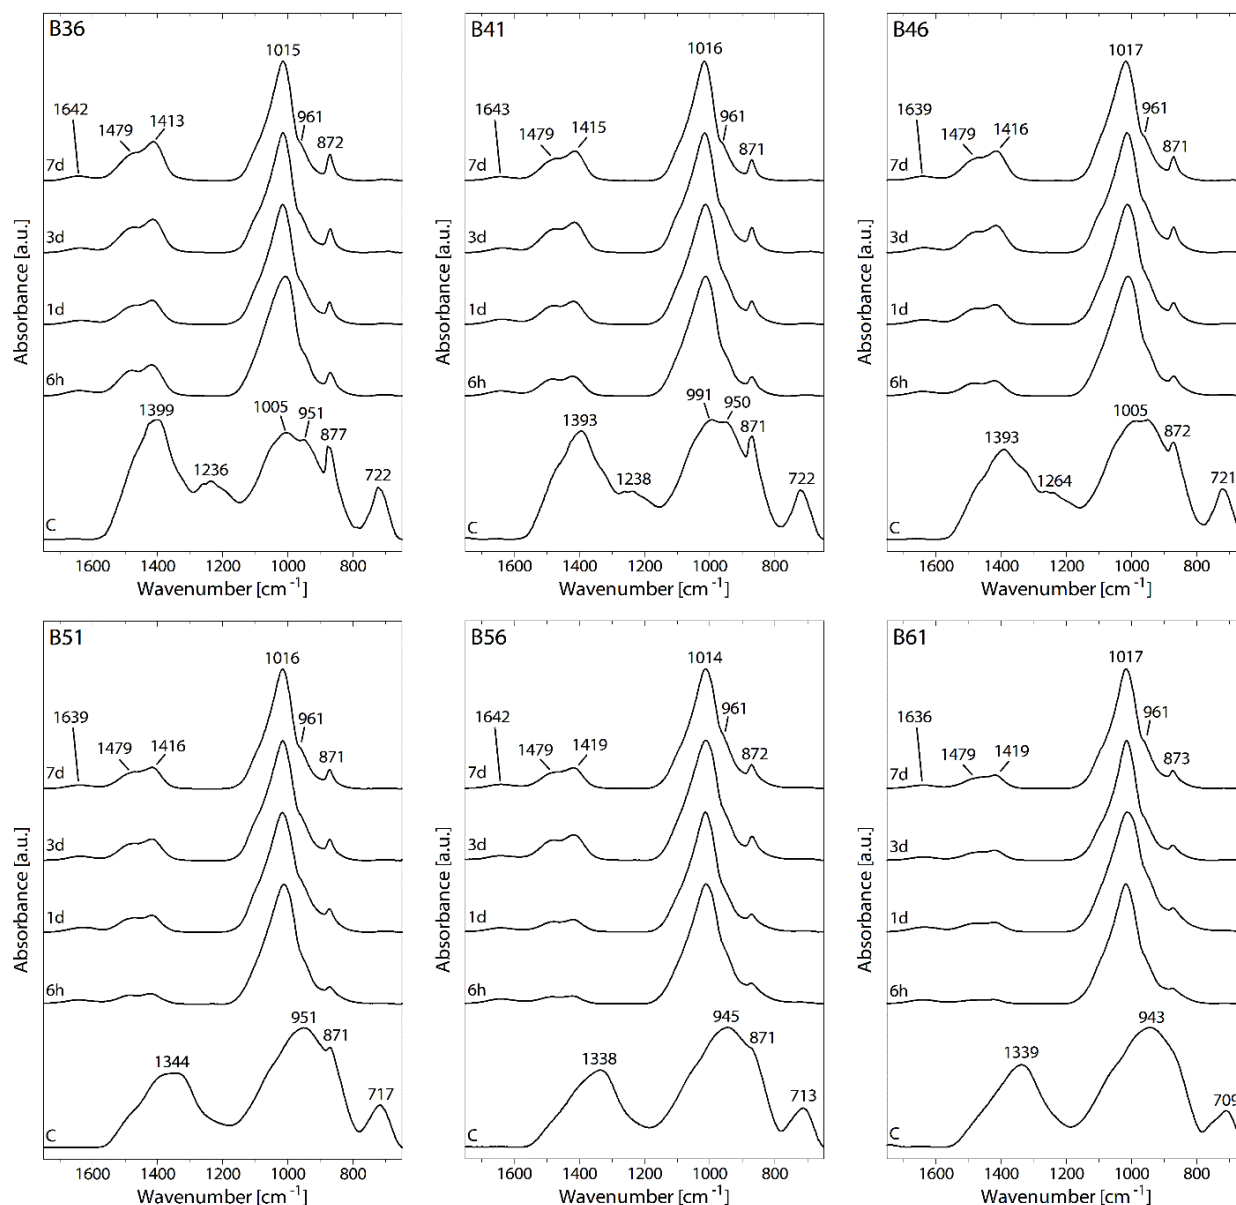 B36
1015
1642
1479
1413
961
872
7d
3d
1d
6h
1399
1005
951
877
1236
722
C
1600 1400 1200 1000 800
Wavenumber [cm⁻¹]
Absorbance [a.u.]
B41
1016
1643
1479
1415
961
871
7d
3d
1d
6h
1393
991
950
871
1238
722
C
1600 1400 1200 1000 800
Wavenumber [cm⁻¹]
Absorbance [a.u.]
B46
1017
1639
1479
1416
961
871
7d
3d
1d
6h
1393
1005
872
1264
721
C
1600 1400 1200 1000 800
Wavenumber [cm⁻¹]
Absorbance [a.u.]
B51
1016
1639
1479
1416
961
871
7d
3d
1d
6h
1344
951
871
717
C
1600 1400 1200 1000 800
Wavenumber [cm⁻¹]
Absorbance [a.u.]
B56
1014
1642
1479
1419
961
872
7d
3d
1d
6h
1338
945
871
713
C
1600 1400 1200 1000 800
Wavenumber [cm⁻¹]
Absorbance [a.u.]
B61
1017
1636
1479
1419
961
873
7d
3d
1d
6h
1339
943
709
C
1600 1400 1200 1000 800
Wavenumber [cm⁻¹]
Absorbance [a.u.]